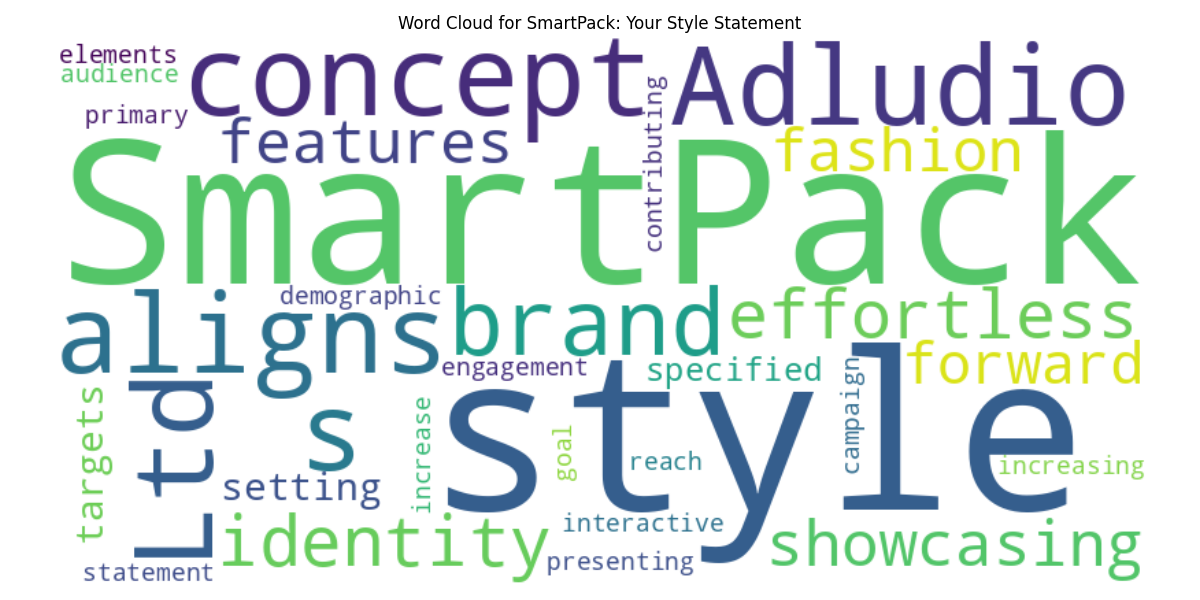 Word Cloud for SmartPack: Your Style Statement
elements
audience
concept
Adludio
primary
features
contributing
fashion
SmartPack
demographic
aligns
brand
effortless
engagement
specified
campaign
forward
targets
Ltd
s
increase
style
goal
reach
increasing
setting
identity
interactive
showcasing
statement
presenting